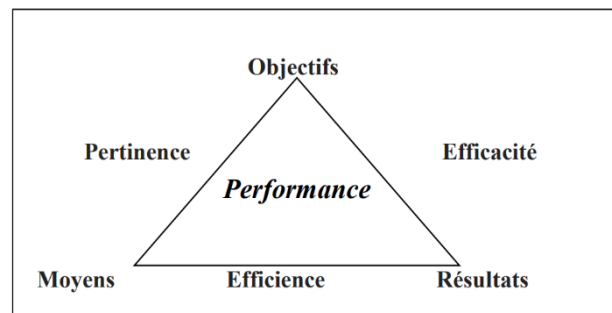 Objectifs
Pertinence
Efficacité
Performance
Moyens
Efficience
Résultats